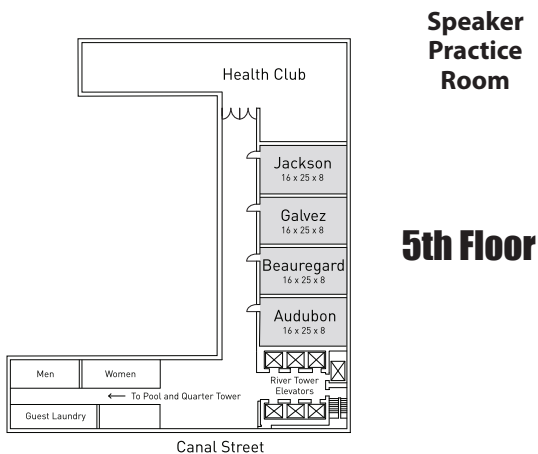 Speaker
Practice
Room
Health Club
Jackson
16 x 25 x 8
Galvez
16 x 25 x 8
5th Floor
Beauregard
16 x 25 x 8
Audubon
16 x 25 x 8
Men
Women
River Tower
Elevators
← To Pool and Quarter Tower
Guest Laundry
Canal Street